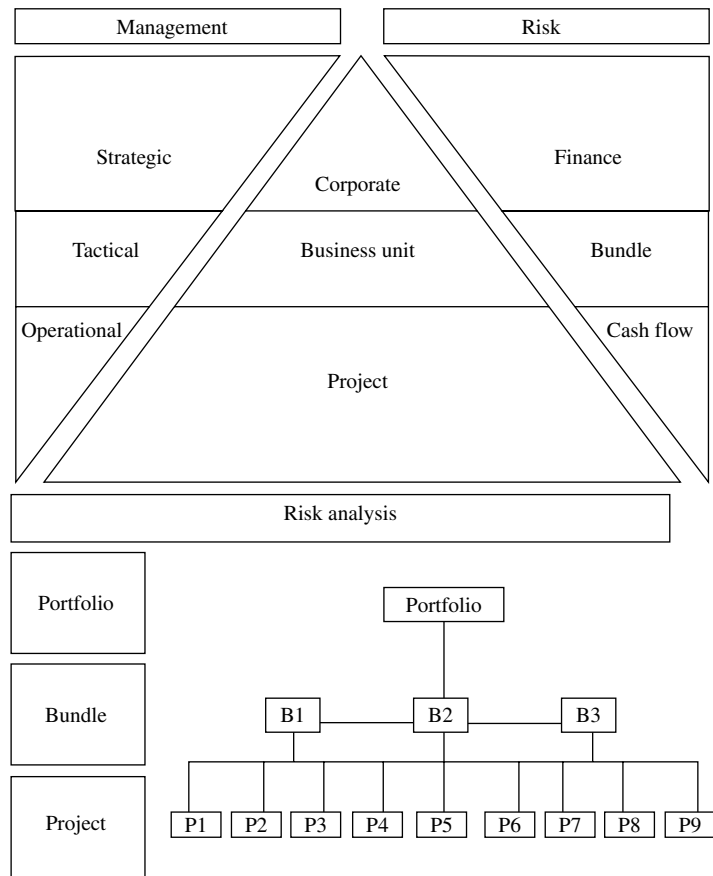 Management
Risk
Strategic
Finance
Corporate
Tactical
Business unit
Bundle
Operational
Cash flow
Project
Risk analysis
Portfolio
Portfolio
Bundle
B1
B2
B3
Project
P1
P2
P3
P4
P5
P6
P7
P8
P9